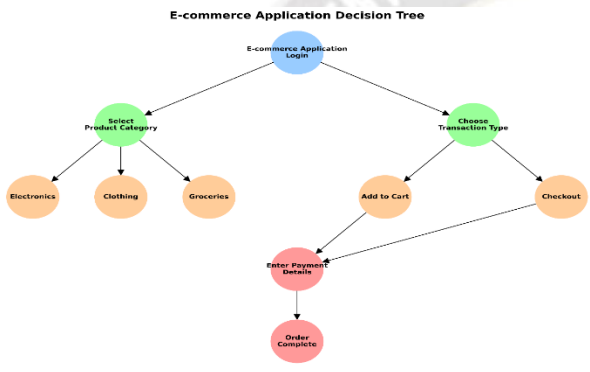 E-commerce Application Decision Tree
E-commerce Application
Login
Select
Product Category
Choose
Transaction Type
Electronics
Clothing
Groceries
Add to Cart
Checkout
Enter Payment
Details
Order
Complete